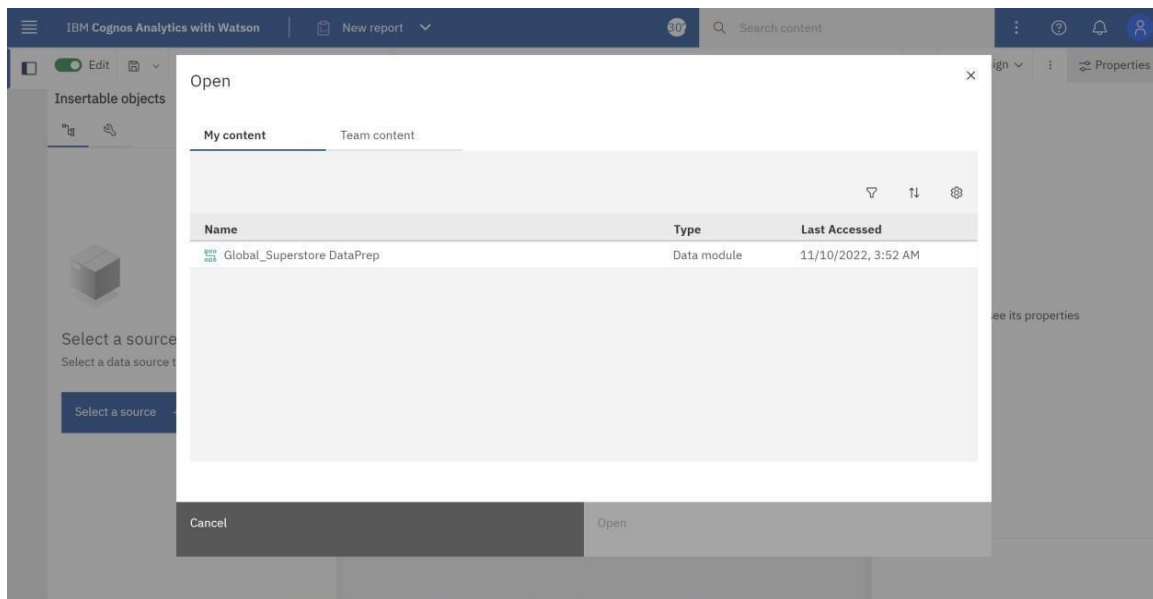 IBM Cognos Analytics with Watson
New report
30
Search content
Edit
ign
Properties
Insertable objects
Open
My content
Team content
Name
Type
Last Accessed
Global_Superstore DataPrep
Data module
11/10/2022, 3:52 AM
ee its properties
Select a source
Select a data source t
Select a source
Cancel
Open